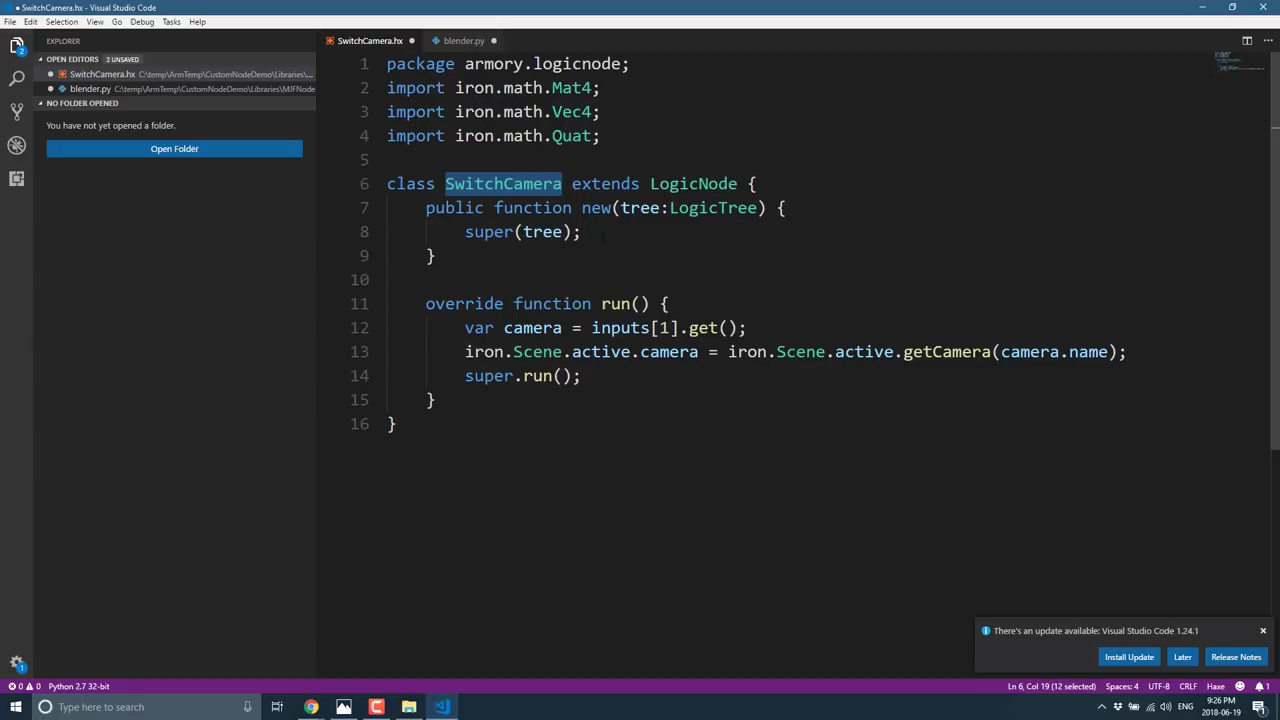 ● SwitchCamera.hx - Visual Studio Code
File Edit Selection View Go Debug Tasks Help
EXPLORER
OPEN EDITORS 2 UNSAVED
SwitchCamera.hx C:\temp\ArmTemp\CustomNodeDemo\Libraries\...
blender.py C:\temp\ArmTemp\CustomNodeDemo\Libraries\MJFNode
NO FOLDER OPENED
You have not yet opened a folder.
Open Folder
2
SwitchCamera.hx blender.py
1 package armory.logicnode;
2 import iron.math.Mat4;
3 import iron.math.Vec4;
4 import iron.math.Quat;
5
6 class SwitchCamera extends LogicNode {
7 public function new(tree:LogicTree) {
8 super(tree);
9 }
10
11 override function run() {
12 var camera = inputs[1].get();
13 iron.Scene.active.camera = iron.Scene.active.getCamera(camera.name);
14 super.run();
15 }
16 }
There's an update available: Visual Studio Code 1.24.1
Install Update Later Release Notes
1
0 0 Python 2.7 32-bit Ln 6, Col 19 (12 selected) Spaces: 4 UTF-8 CRLF Haxe 1
Type here to search
ENG
9:26 PM
2018-06-19
1